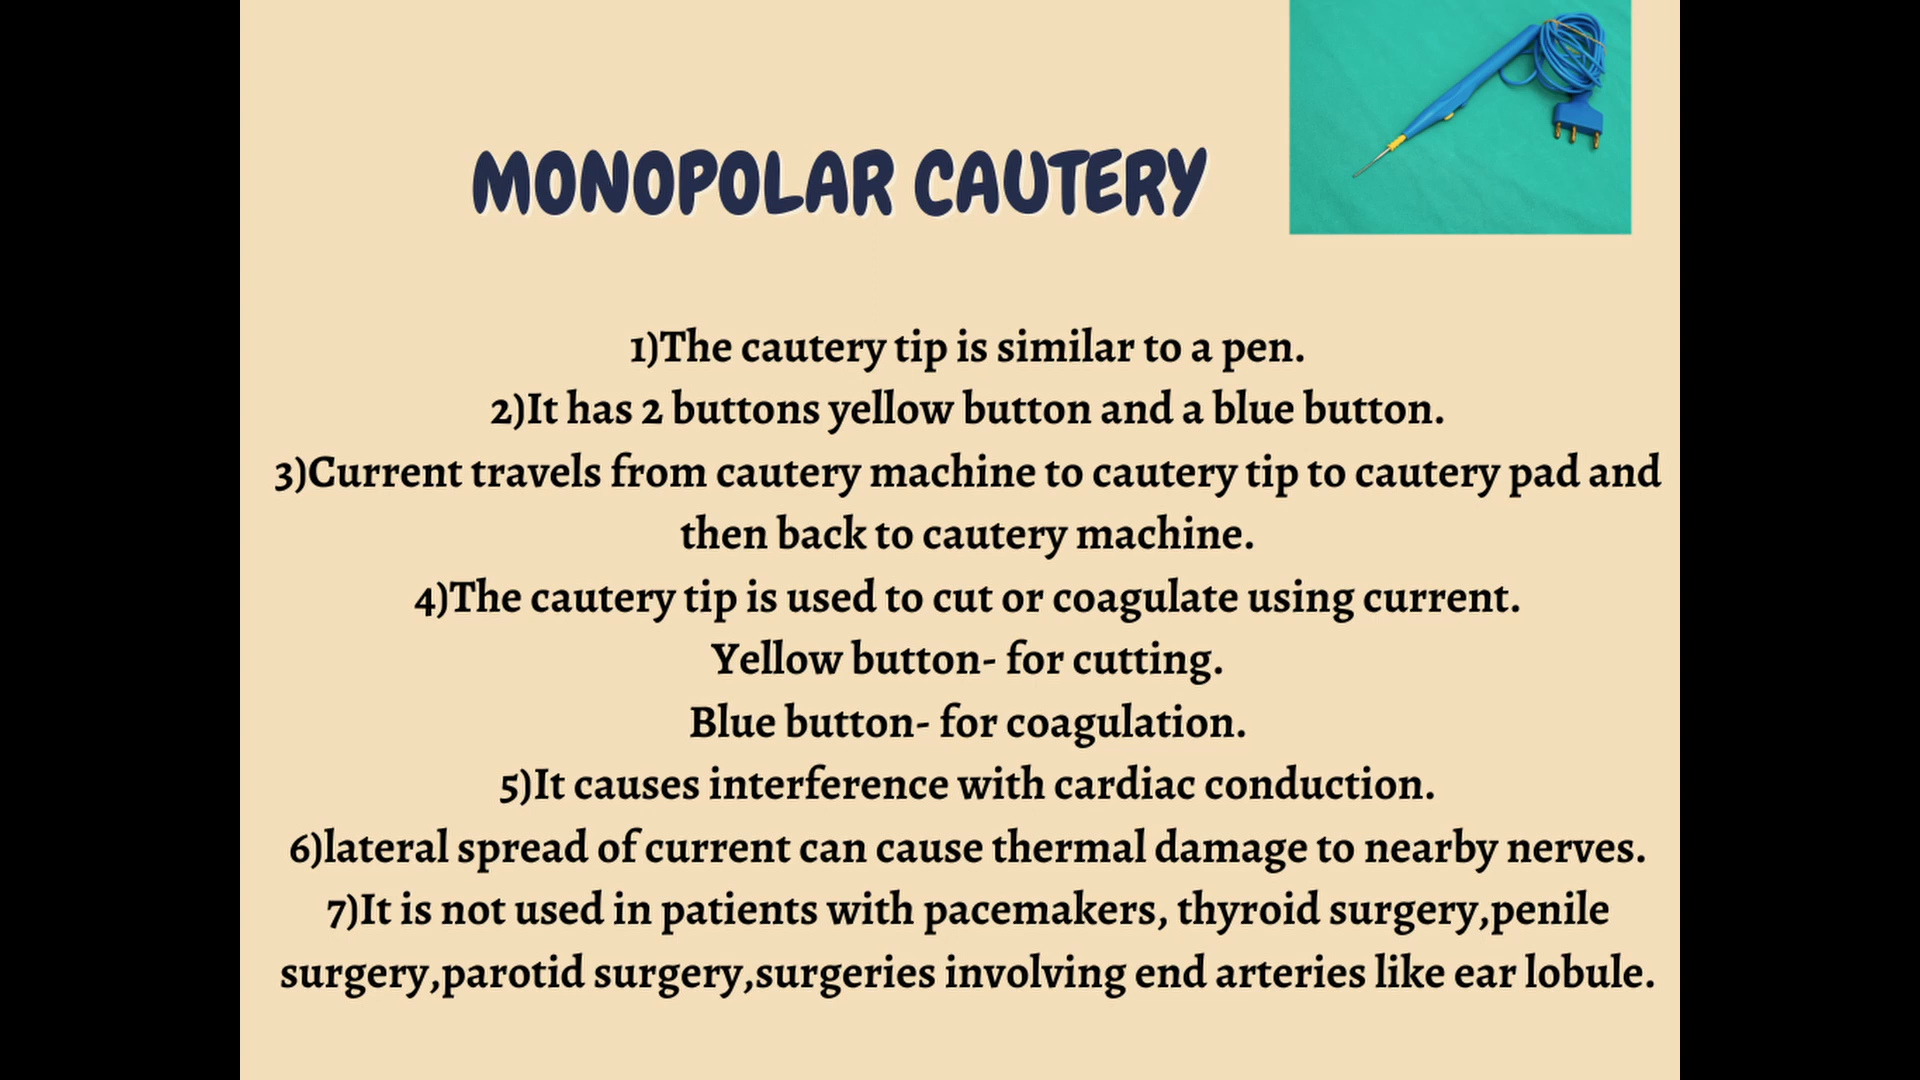 MONOPOLAR CAUTERY
1)The cautery tip is similar to a pen.
2)It has 2 buttons yellow button and a blue button.
3)Current travels from cautery machine to cautery tip to cautery pad and
then back to cautery machine.
4)The cautery tip is used to cut or coagulate using current.
Yellow button- for cutting.
Blue button- for coagulation.
5)It causes interference with cardiac conduction.
6)lateral spread of current can cause thermal damage to nearby nerves.
7)It is not used in patients with pacemakers, thyroid surgery,penile
surgery,parotid surgery,surgeries involving end arteries like ear lobule.